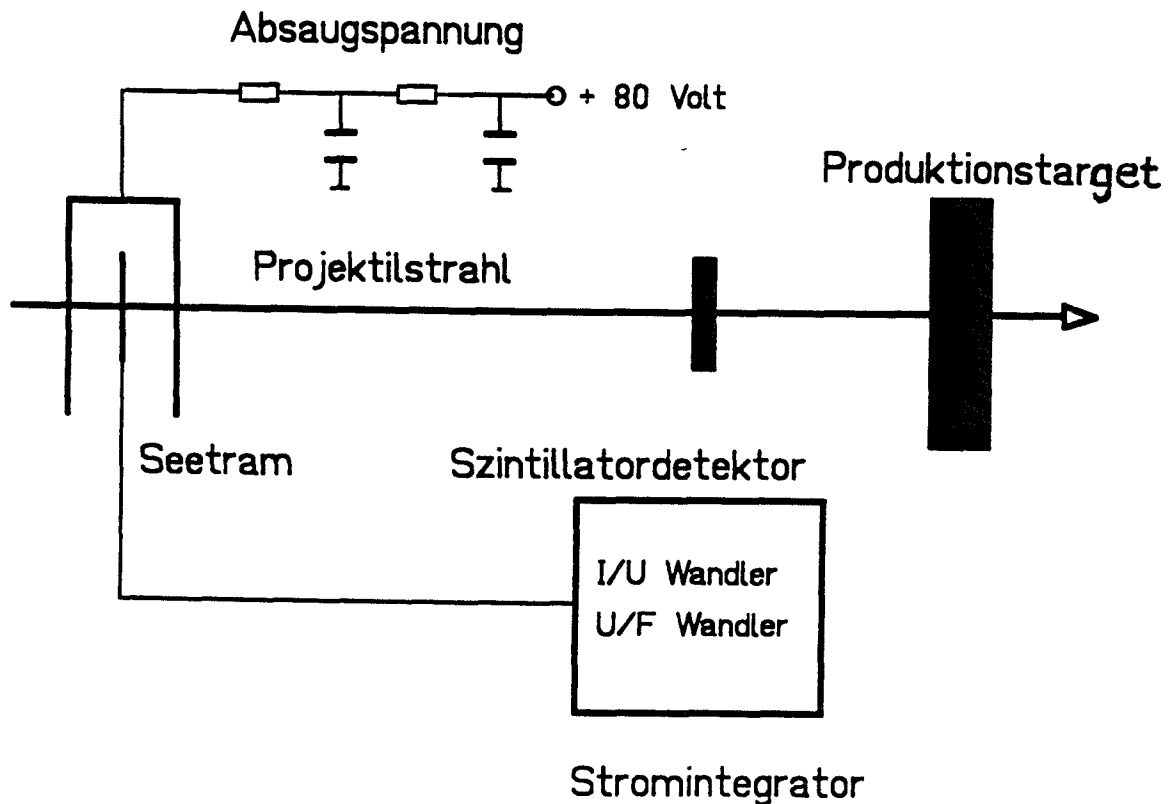 Absaugspannung
+ 80 Volt
Produktionstarget
Projektilstrahl
Seetram
Szintillatordetektor
I/U Wandler
U/F Wandler
Stromintegrator